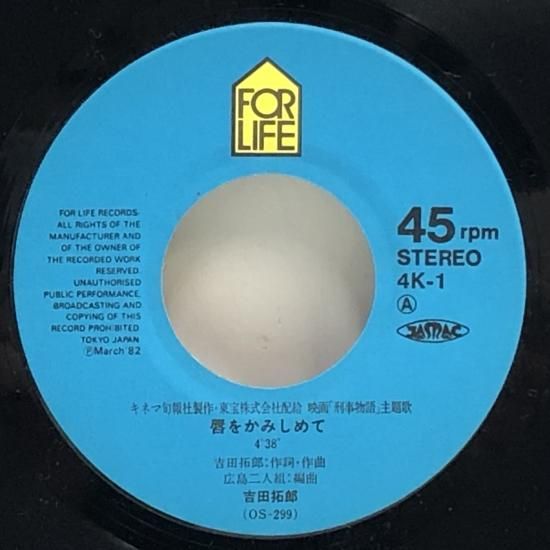 FOR
LIFE
FOR LIFE RECORDS:
ALL RIGHTS OF THE
MANUFACTURER AND
OF THE OWNER OF
THE RECORDED WORK
RESERVED.
UNAUTHORISED
PUBLIC PERFORMANCE,
BROADCASTING AND
COPYING OF THIS
RECORD PROHIBITED
TOKYO JAPAN
ⓟMarch'82
45 rpm
STEREO
4K-1
Ⓐ
JASRAC
キネマ旬報社製作・東宝株式会社配給 映画「刑事物語」主題歌
唇をかみしめて
4'38"
吉田拓郎:作詞・作曲
広島二人組:編曲
吉田拓郎
(OS-299)